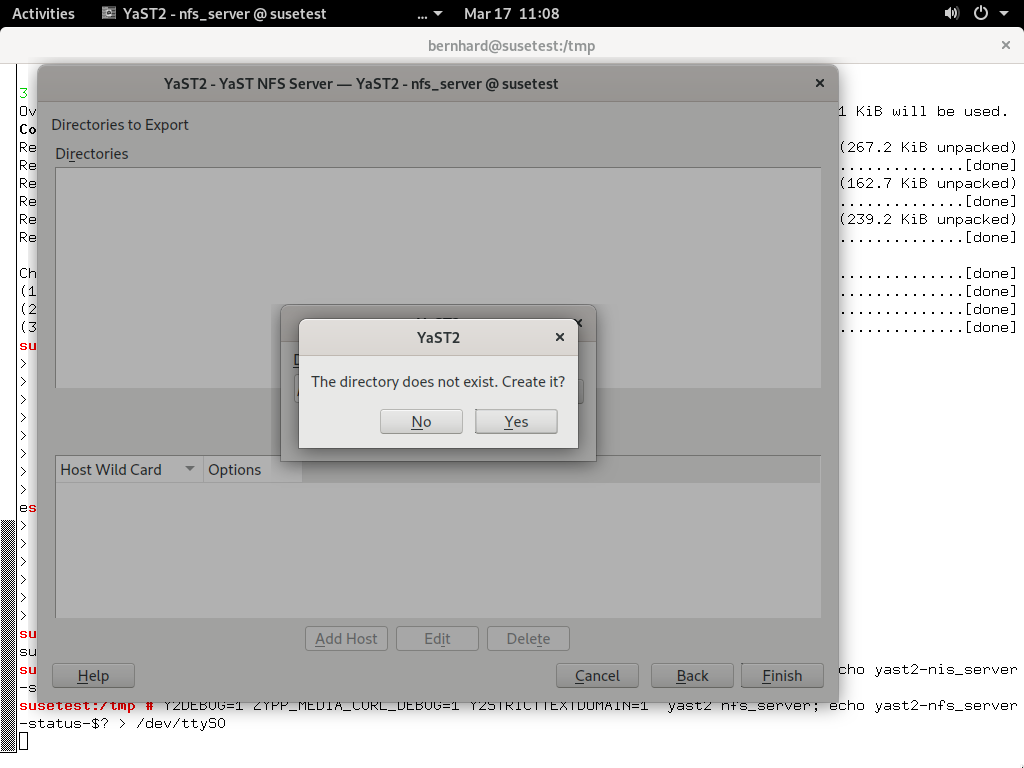 Activities YaST2 - nfs_server @ susetest ... Mar 17 11:08
bernhard@susetest:/tmp
YaST2 - YaST NFS Server — YaST2 - nfs_server @ susetest
3
Ov 1 KiB will be used.
Directories to Export
Co
Re (267.2 KiB unpacked)
Directories
Re ..............[done]
Re (162.7 KiB unpacked)
Re ..............[done]
Re (239.2 KiB unpacked)
Re ..............[done]
Ch ..............[done]
(1 ..............[done]
(2 ..............[done]
(3 ..............[done]
YaST2
su
>
The directory does not exist. Create it?
>
>
No Yes
>
>
>
Host Wild Card Options
>
>
es
>
>
>
>
>
>
su
Add Host Edit Delete
su
su echo yast2-nis_server
Help Cancel Back Finish
-s
susetest:/tmp # Y2DEBUG=1 ZYPP_MEDIA_CURL_DEBUG=1 Y2STRICTTEXTDOMAIN=1 yast2 nfs_server; echo yast2-nfs_server
-status-$? > /dev/ttyS0